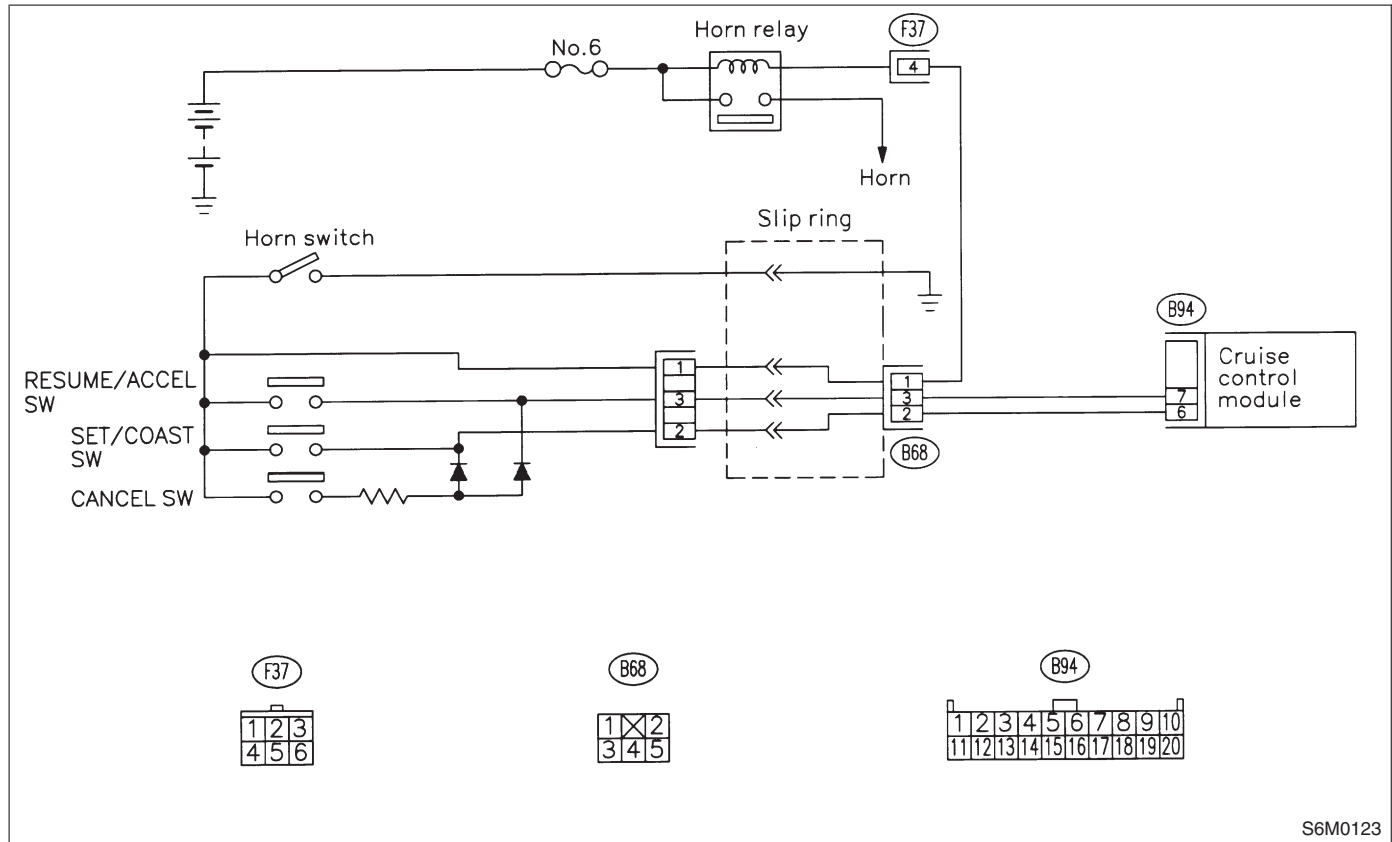 No.6
Horn relay
F37
4
Horn
Horn switch
Slip ring
B94
RESUME/ACCEL
SW
1
3
2
1
3
2
7
6
Cruise
control
module
SET/COAST
SW
B68
CANCEL SW
F37
B68
B94
1 2 3
4 5 6
1 2
3 4 5
1 2 3 4 5 6 7 8 9 10
11 12 13 14 15 16 17 18 19 20
S6M0123